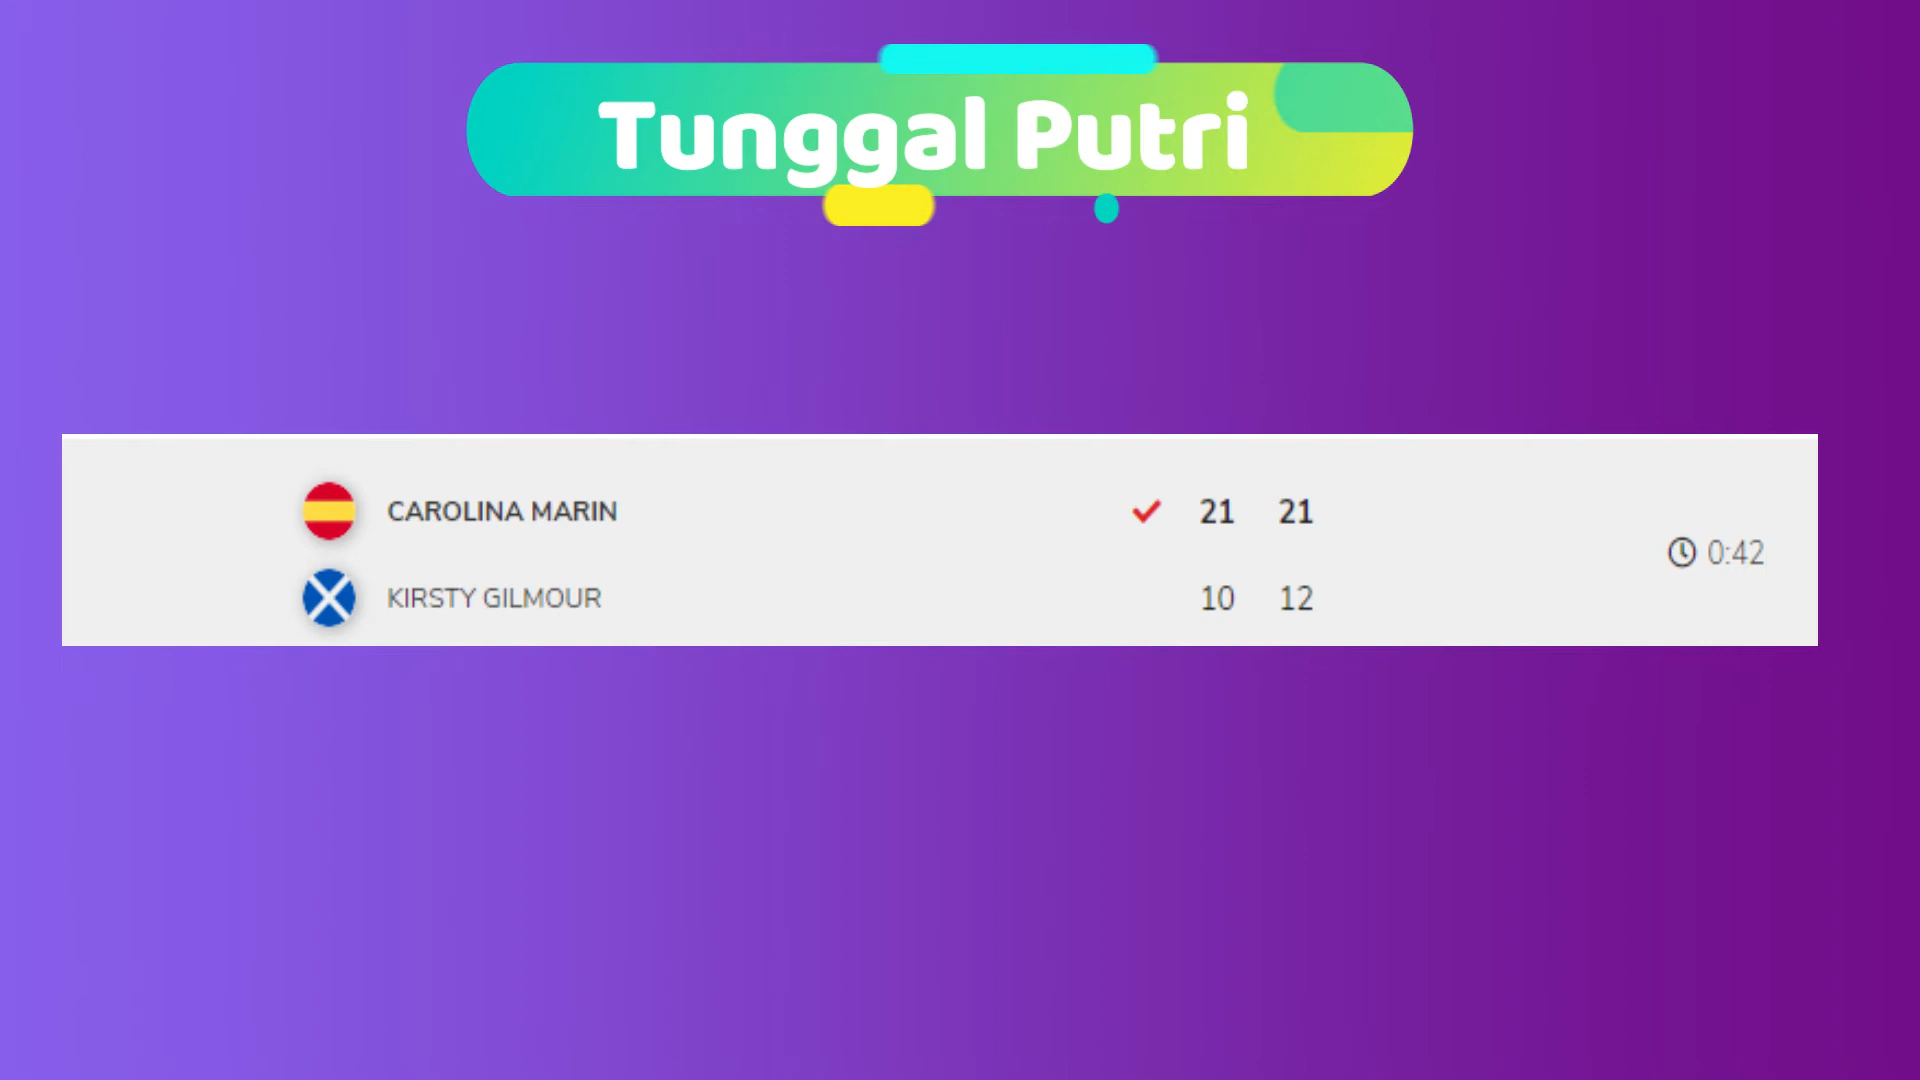 Tunggal Putri
CAROLINA MARIN 21 21
0:42
KIRSTY GILMOUR 10 12